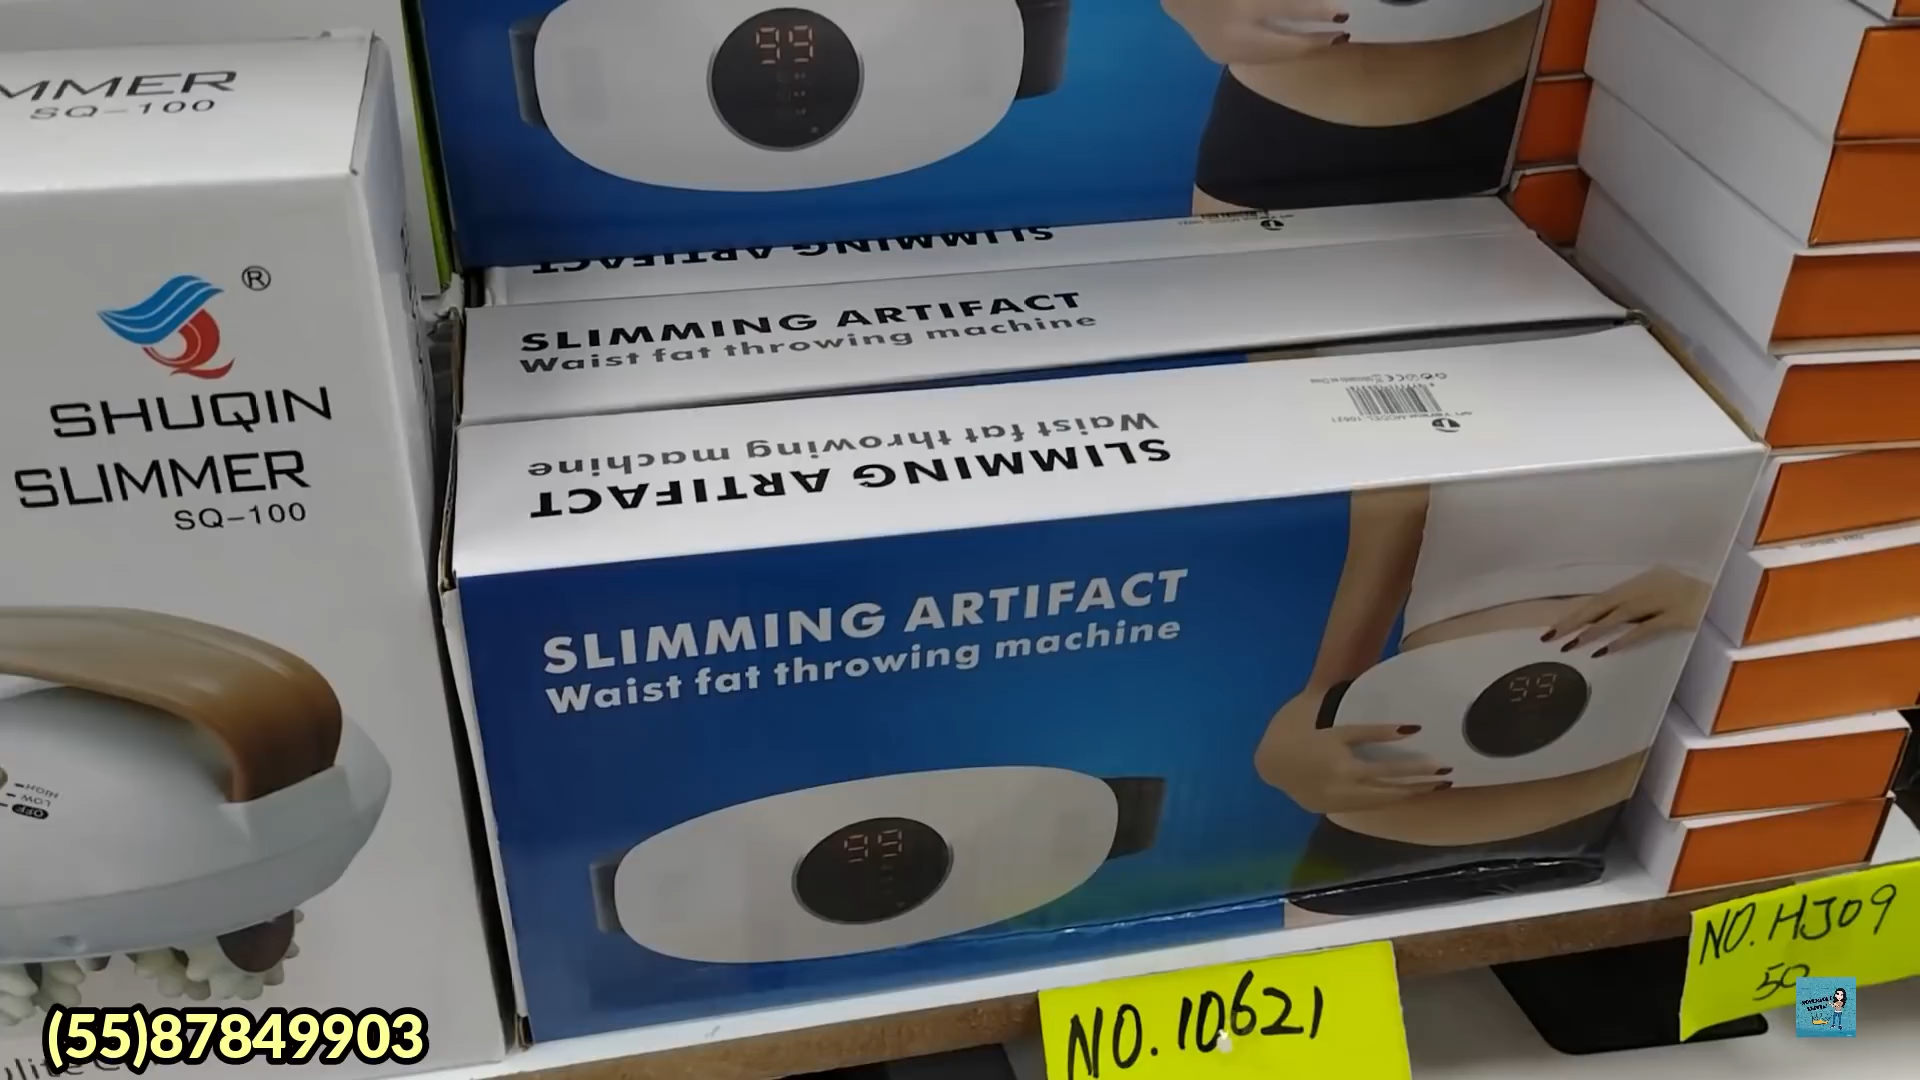 SQ-100
®
SHUQIN
SLIMMER
SQ-100
HIGH
LOW
OFF
99
SLIMMING ARTIFACT
SLIMMING ARTIFACT
Waist fat throwing machine
Waist fat throwing machine
SLIMMING ARTIFACT
SLIMMING ARTIFACT
Waist fat throwing machine
99
99
NO.10621
NO.HJ09
50
(55)87849903